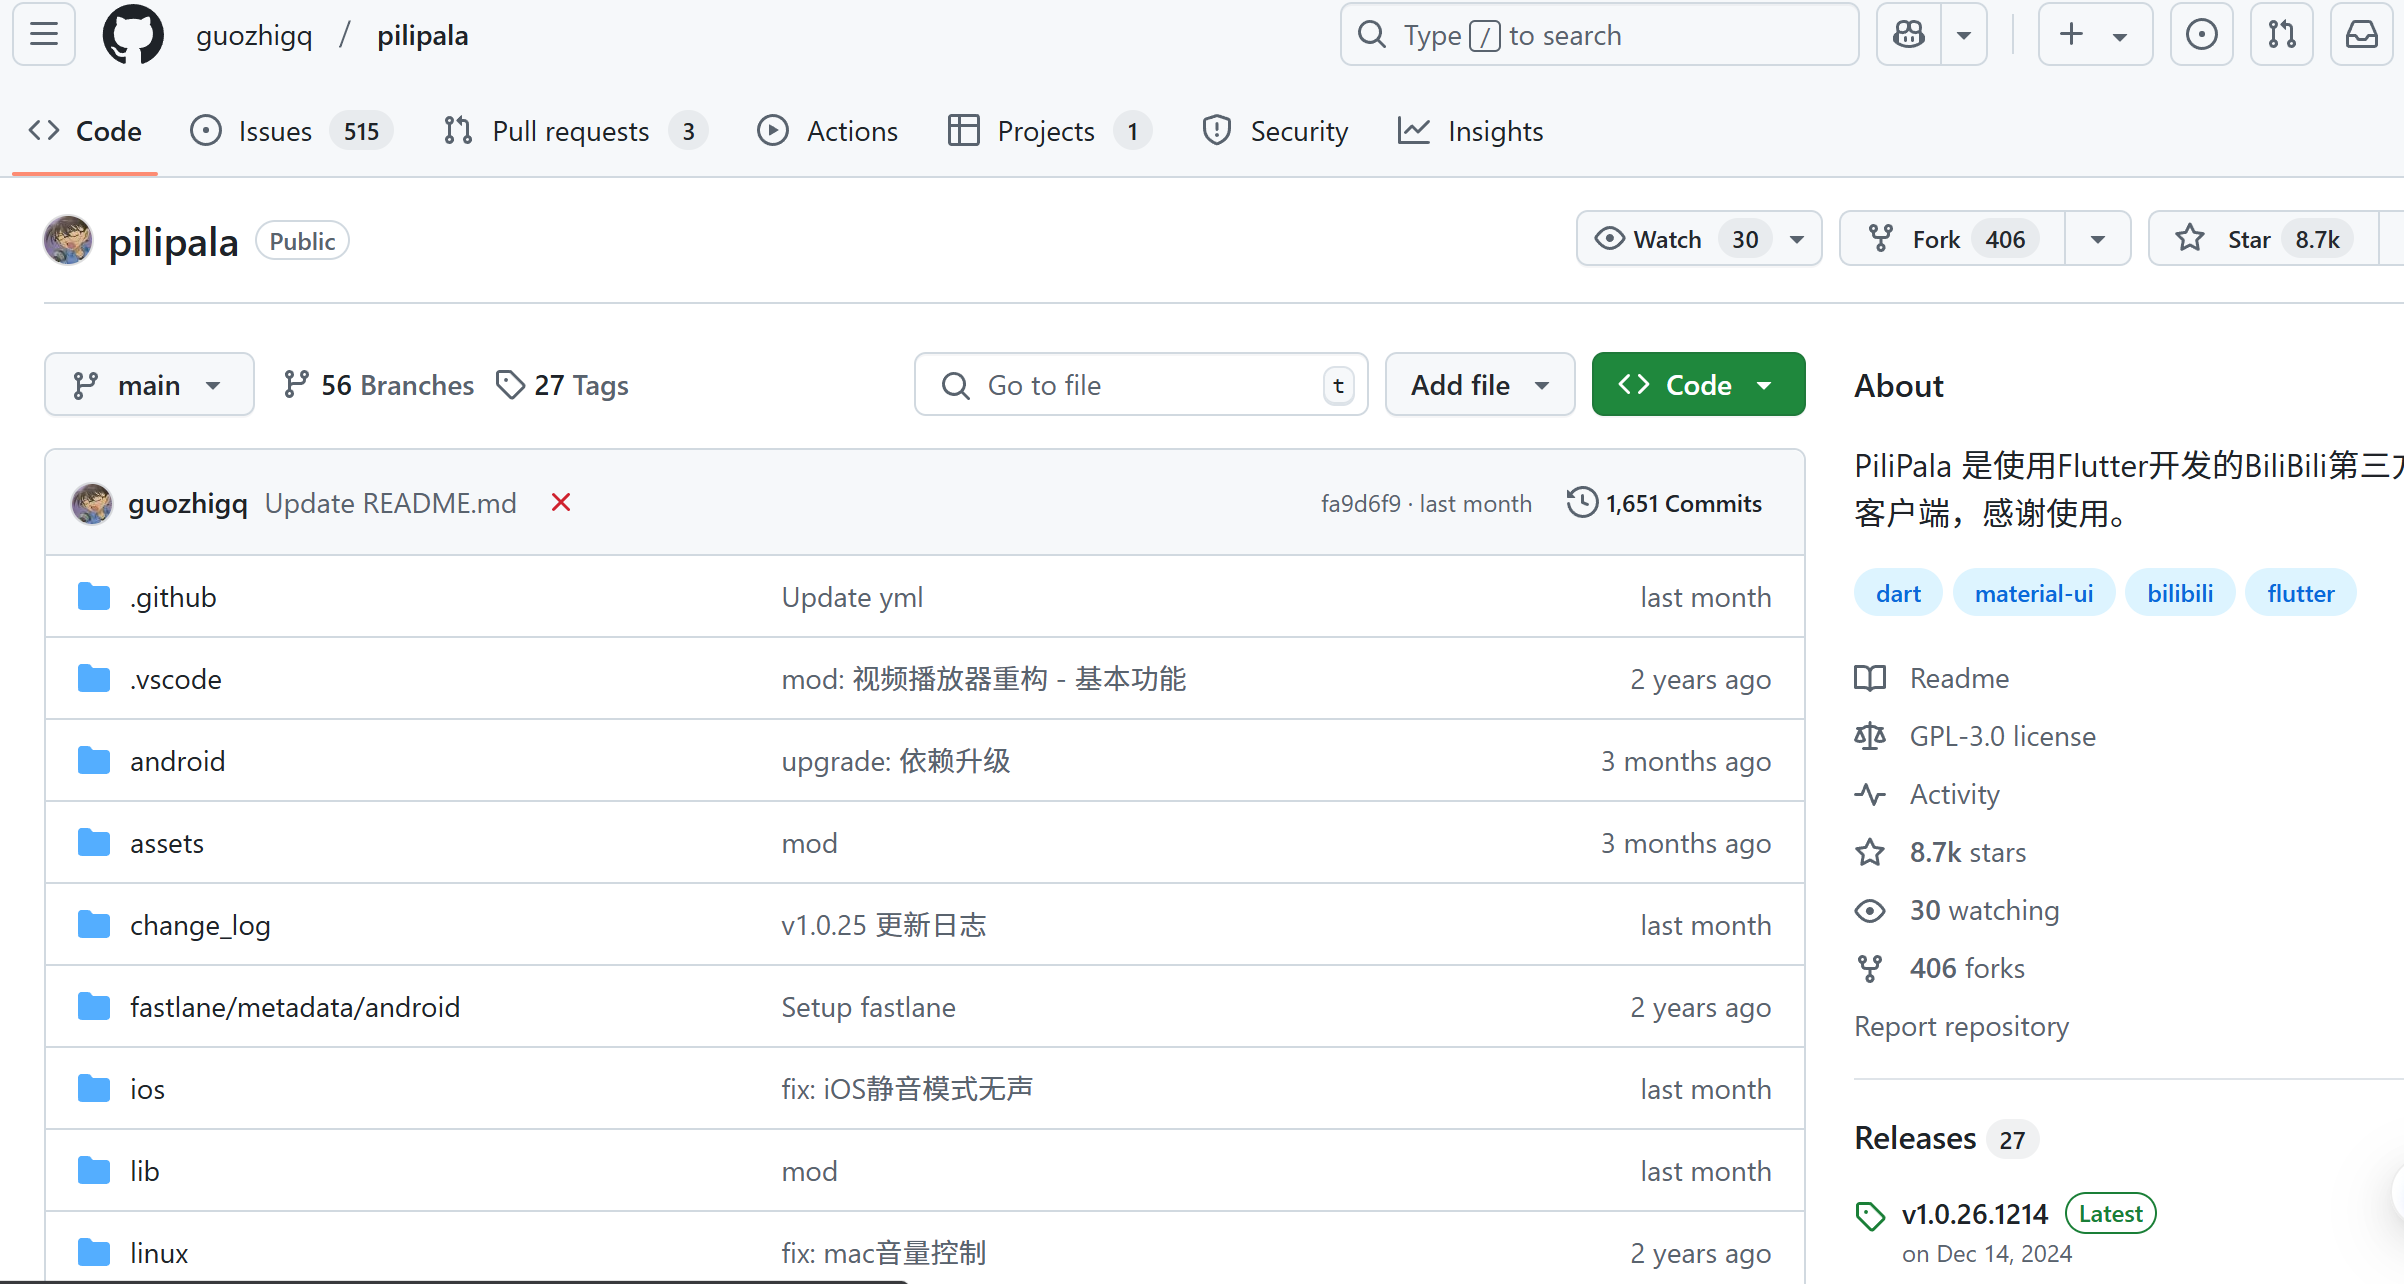 guozhigq / pilipala
Type / to search
Code
Issues 515
Pull requests 3
Actions
Projects 1
Security
Insights
pilipala Public
Watch 30
Fork 406
Star 8.7k
main
56 Branches
27 Tags
Go to file t
Add file
Code
guozhigq Update README.md
fa9d6f9 · last month
1,651 Commits
.github Update yml last month
.vscode mod: 视频播放器重构 - 基本功能 2 years ago
android upgrade: 依赖升级 3 months ago
assets mod 3 months ago
change_log v1.0.25 更新日志 last month
fastlane/metadata/android Setup fastlane 2 years ago
ios fix: iOS静音模式无声 last month
lib mod last month
linux fix: mac音量控制 2 years ago
About
PiliPala 是使用Flutter开发的BiliBili第三
客户端，感谢使用。
dart material-ui bilibili flutter
Readme
GPL-3.0 license
Activity
8.7k stars
30 watching
406 forks
Report repository
Releases 27
v1.0.26.1214 Latest
on Dec 14, 2024